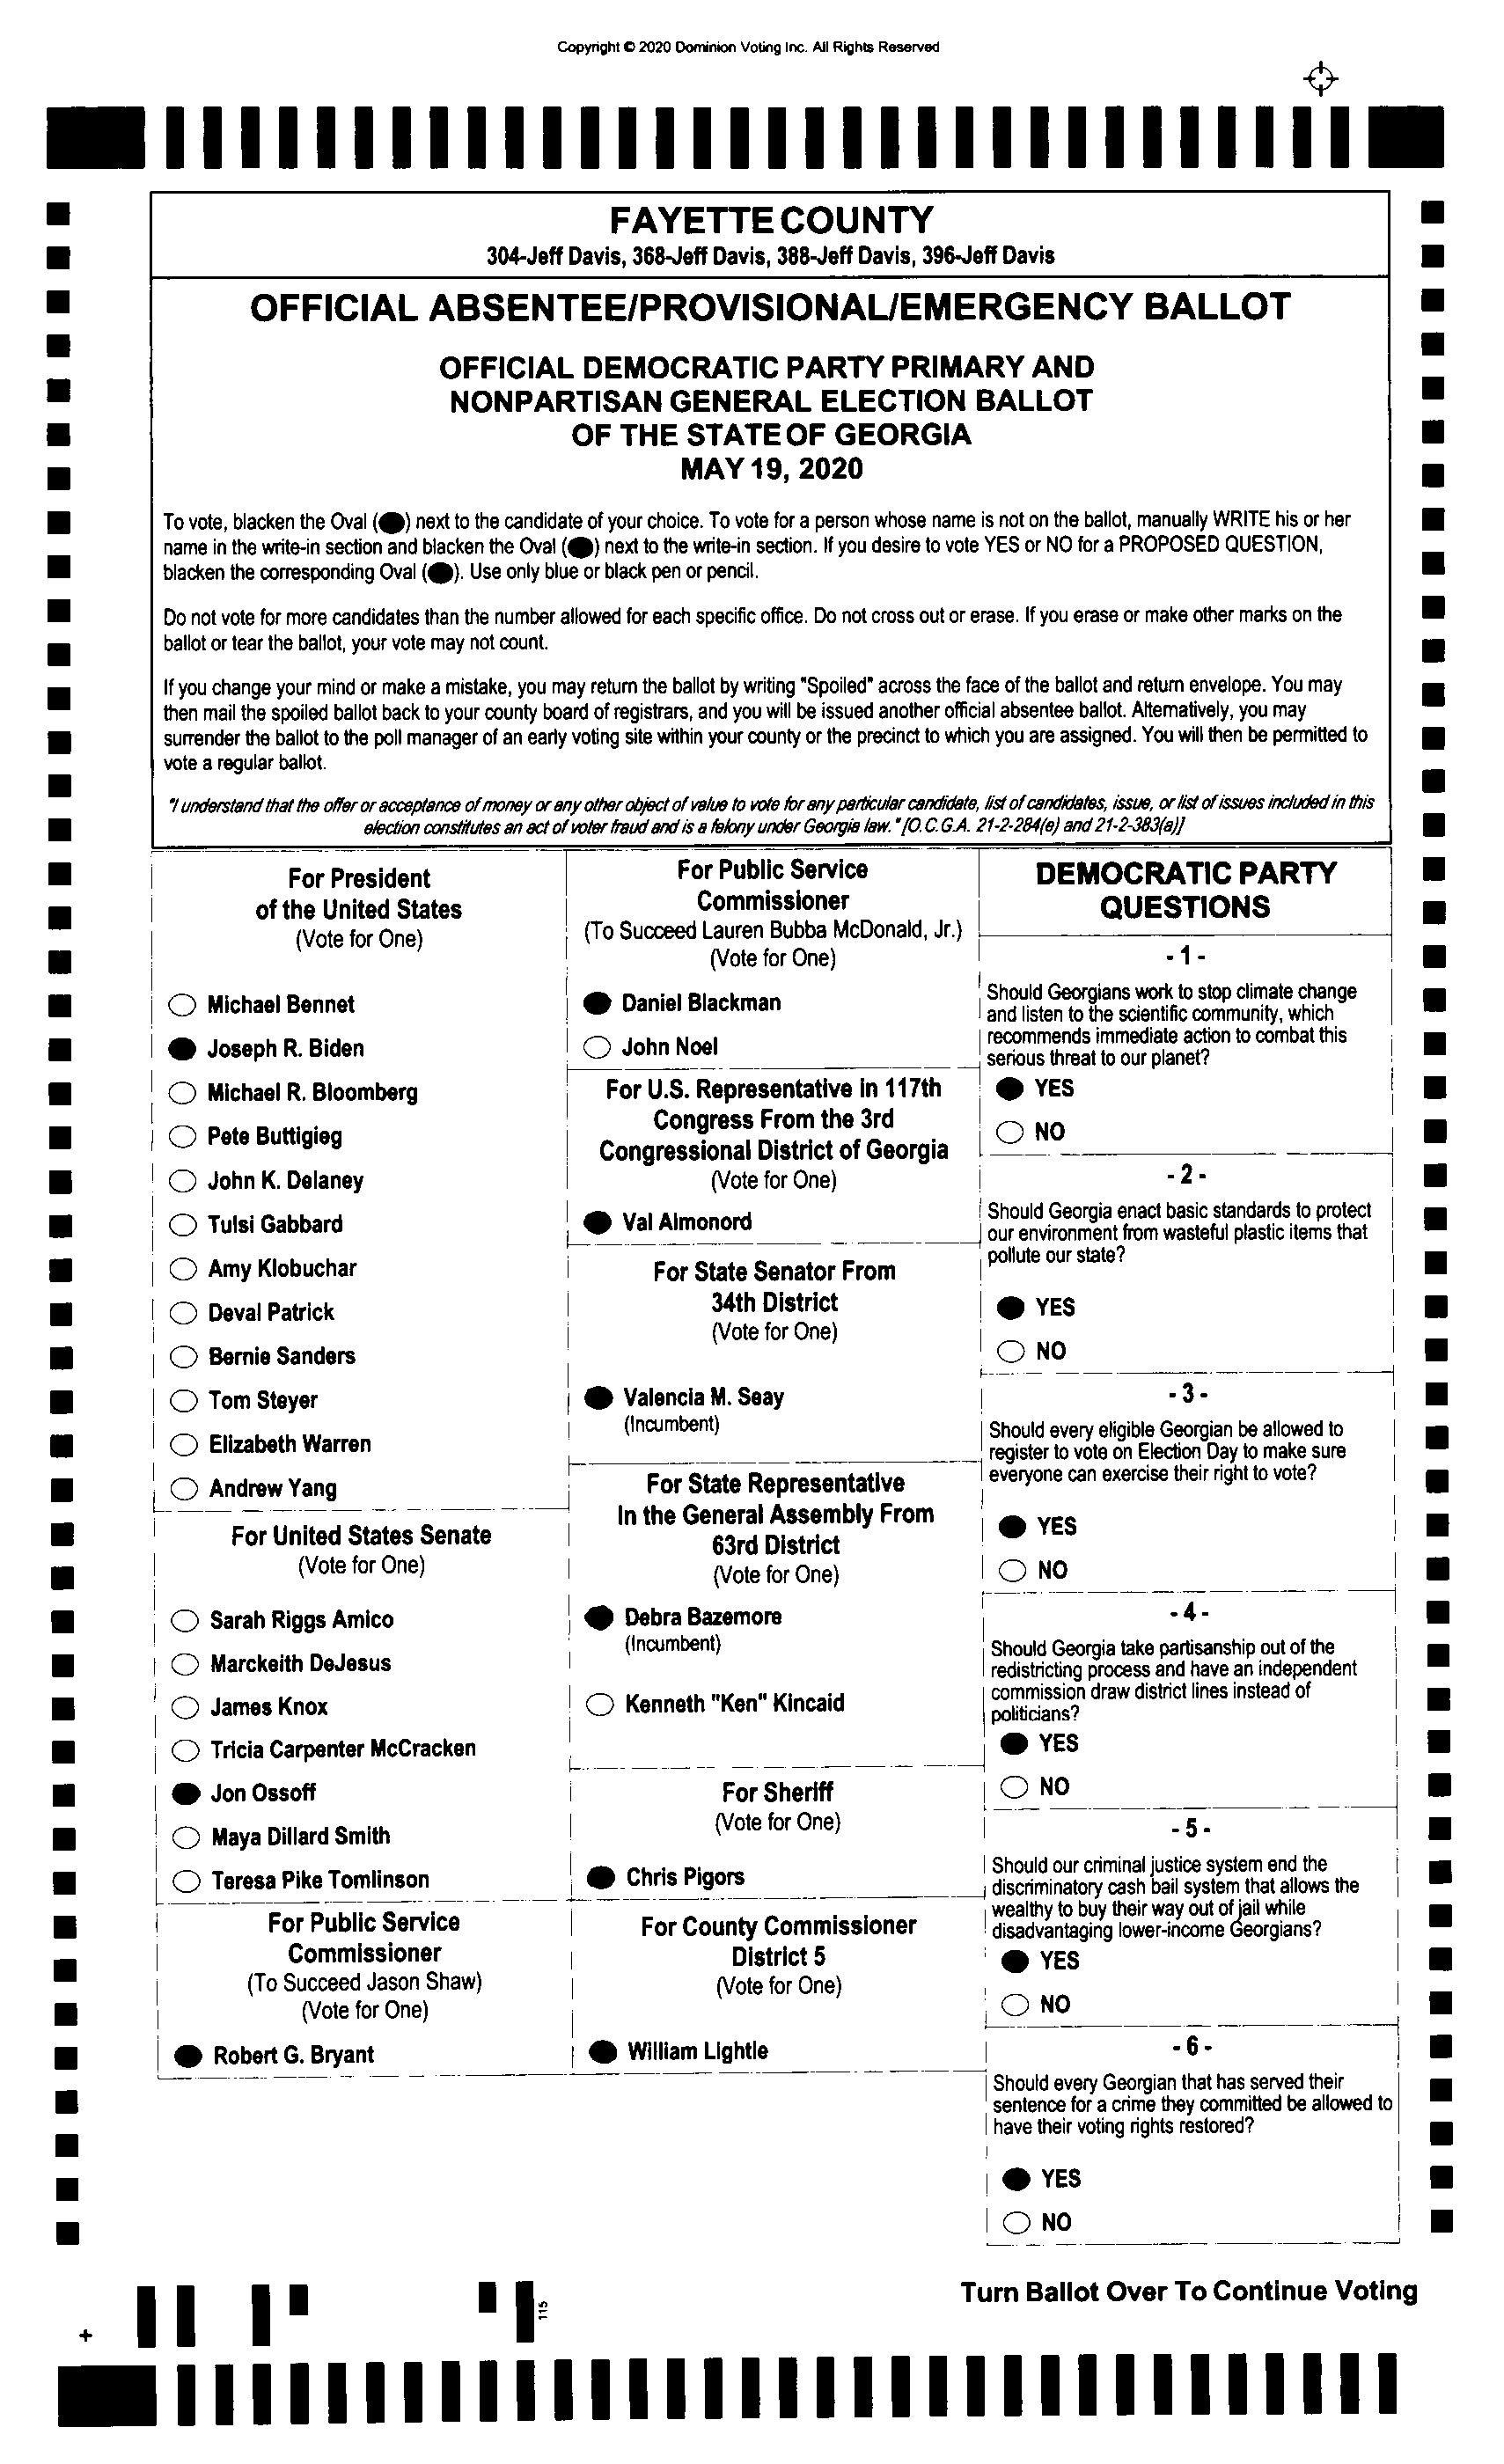 Copyright © 2020 Dominion Voting Inc. All Rights Reserved
FAYETTE COUNTY
304-Jeff Davis, 368-Jeff Davis, 388-Jeff Davis, 396-Jeff Davis
OFFICIAL ABSENTEE/PROVISIONAL/EMERGENCY BALLOT
OFFICIAL DEMOCRATIC PARTY PRIMARY AND
NONPARTISAN GENERAL ELECTION BALLOT
OF THE STATE OF GEORGIA
MAY 19, 2020
To vote, blacken the Oval (⬬) next to the candidate of your choice. To vote for a person whose name is not on the ballot, manually WRITE his or her
name in the write-in section and blacken the Oval (⬬) next to the write-in section. If you desire to vote YES or NO for a PROPOSED QUESTION,
blacken the corresponding Oval (⬬). Use only blue or black pen or pencil.
Do not vote for more candidates than the number allowed for each specific office. Do not cross out or erase. If you erase or make other marks on the
ballot or tear the ballot, your vote may not count.
If you change your mind or make a mistake, you may return the ballot by writing "Spoiled" across the face of the ballot and return envelope. You may
then mail the spoiled ballot back to your county board of registrars, and you will be issued another official absentee ballot. Alternatively, you may
surrender the ballot to the poll manager of an early voting site within your county or the precinct to which you are assigned. You will then be permitted to
vote a regular ballot.
"I understand that the offer or acceptance of money or any other object of value to vote for any particular candidate, list of candidates, issue, or list of issues included in this
election constitutes an act of voter fraud and is a felony under Georgia law." [O.C.G.A. 21-2-284(e) and 21-2-383(a)]
For President
of the United States
(Vote for One)
Michael Bennet
Joseph R. Biden
Michael R. Bloomberg
Pete Buttigieg
John K. Delaney
Tulsi Gabbard
Amy Klobuchar
Deval Patrick
Bernie Sanders
Tom Steyer
Elizabeth Warren
Andrew Yang
For United States Senate
(Vote for One)
Sarah Riggs Amico
Marckeith DeJesus
James Knox
Tricia Carpenter McCracken
Jon Ossoff
Maya Dillard Smith
Teresa Pike Tomlinson
For Public Service
Commissioner
(To Succeed Jason Shaw)
(Vote for One)
Robert G. Bryant
For Public Service
Commissioner
(To Succeed Lauren Bubba McDonald, Jr.)
(Vote for One)
Daniel Blackman
John Noel
For U.S. Representative in 117th
Congress From the 3rd
Congressional District of Georgia
(Vote for One)
Val Almonord
For State Senator From
34th District
(Vote for One)
Valencia M. Seay
(Incumbent)
For State Representative
In the General Assembly From
63rd District
(Vote for One)
Debra Bazemore
(Incumbent)
Kenneth "Ken" Kincaid
For Sheriff
(Vote for One)
Chris Pigors
For County Commissioner
District 5
(Vote for One)
William Lightle
DEMOCRATIC PARTY
QUESTIONS
- 1 -
Should Georgians work to stop climate change
and listen to the scientific community, which
recommends immediate action to combat this
serious threat to our planet?
YES
NO
- 2 -
Should Georgia enact basic standards to protect
our environment from wasteful plastic items that
pollute our state?
YES
NO
- 3 -
Should every eligible Georgian be allowed to
register to vote on Election Day to make sure
everyone can exercise their right to vote?
YES
NO
- 4 -
Should Georgia take partisanship out of the
redistricting process and have an independent
commission draw district lines instead of
politicians?
YES
NO
- 5 -
Should our criminal justice system end the
discriminatory cash bail system that allows the
wealthy to buy their way out of jail while
disadvantaging lower-income Georgians?
YES
NO
- 6 -
Should every Georgian that has served their
sentence for a crime they committed be allowed to
have their voting rights restored?
YES
NO
Turn Ballot Over To Continue Voting
115